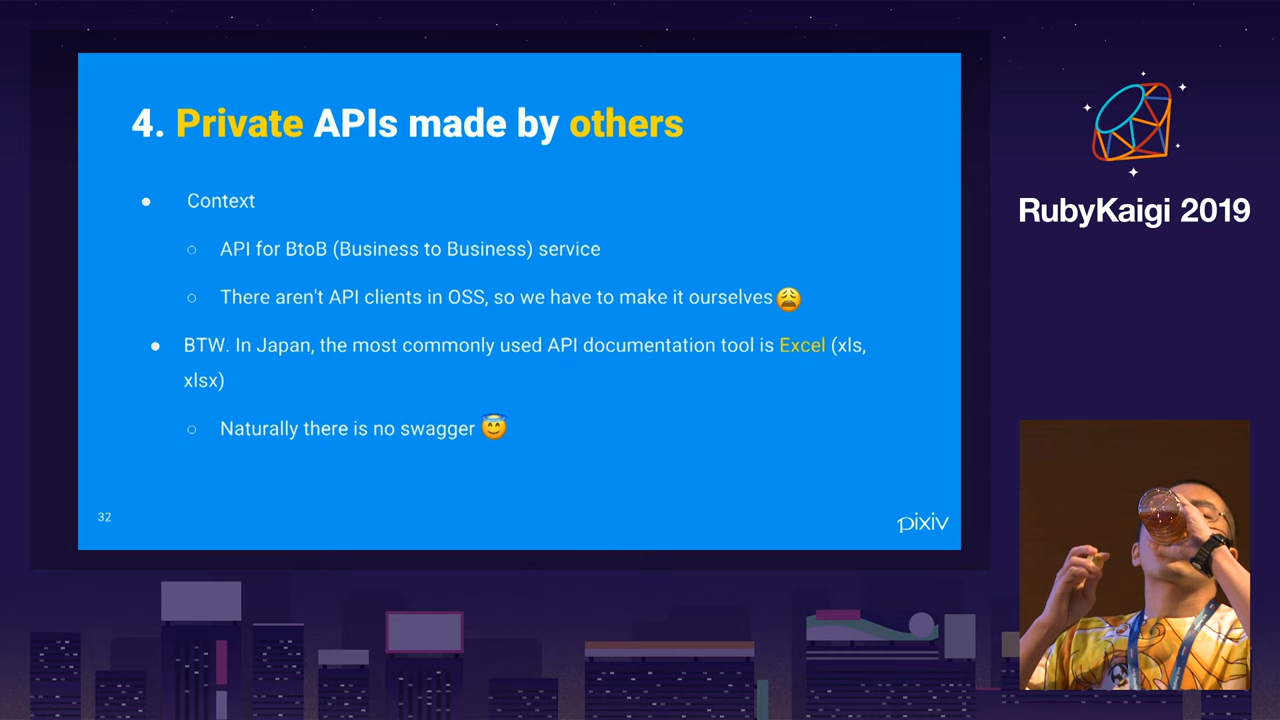 4. Private APIs made by others
Context
API for BtoB (Business to Business) service
There aren't API clients in OSS, so we have to make it ourselves😩
BTW. In Japan, the most commonly used API documentation tool is Excel (xls,
xlsx)
Naturally there is no swagger 😇
32
pixiv
RubyKaigi 2019